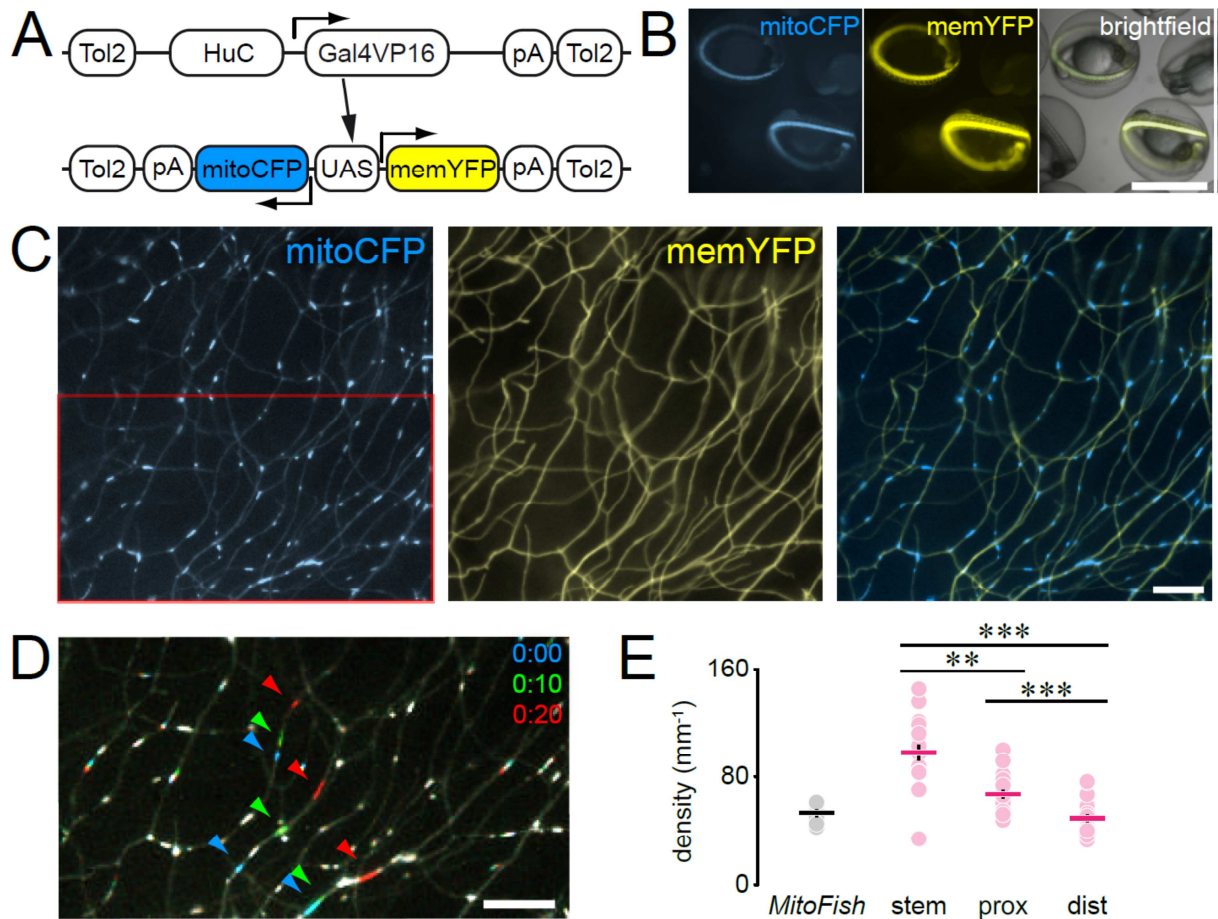 A
Tol2 HuC Gal4VP16 pA Tol2
Tol2 pA mitoCFP UAS memYFP pA Tol2
B
mitoCFP memYFP brightfield
C
mitoCFP memYFP
D
0:00
0:10
0:20
E
***
**
***
160
80
0
density (mm⁻¹)
MitoFish stem prox dist